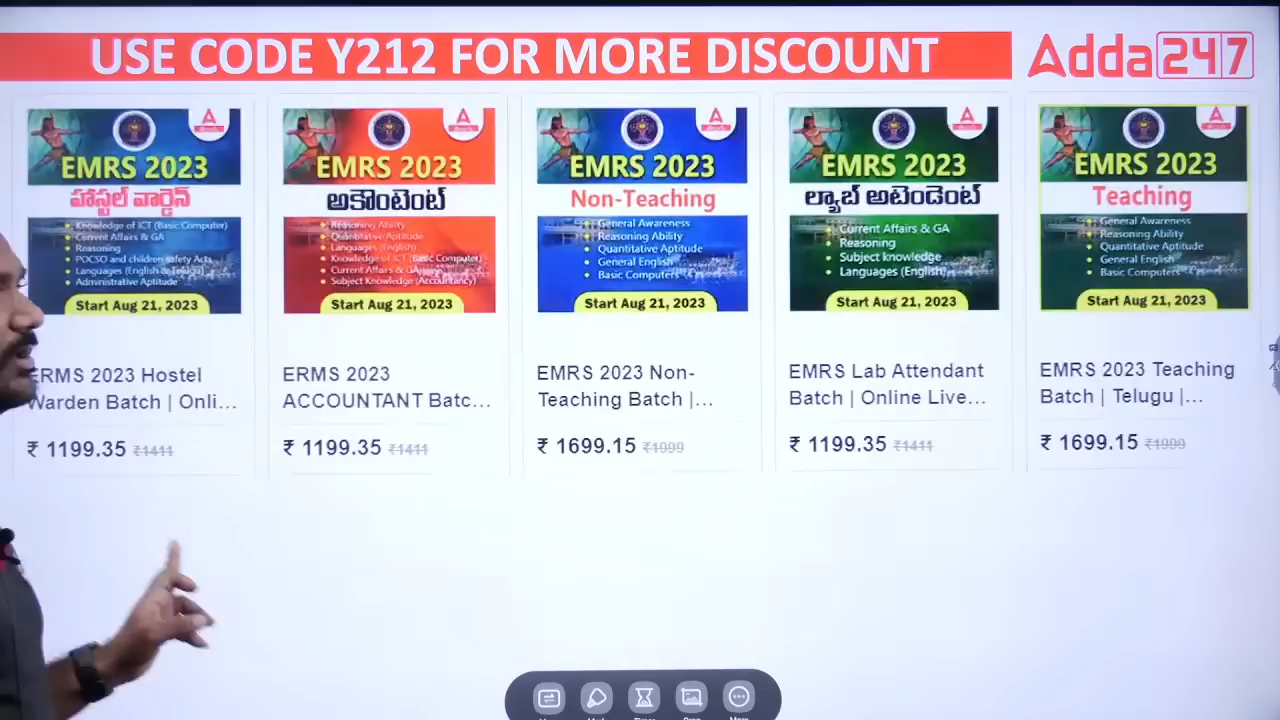 USE CODE Y212 FOR MORE DISCOUNT
Adda247
EMRS 2023
హాస్టల్ వార్డెన్
Knowledge of ICT (Basic Computer)
Current Affairs & GA
Reasoning
POCSO and children safety Acts
Languages (English & Telugu)
Administrative Aptitude
Start Aug 21, 2023
ERMS 2023 Hostel
Warden Batch | Onli...
₹ 1199.35 ₹1411
EMRS 2023
అకౌంటెంట్
Reasoning Ability
Quantitative Aptitude
Languages (English)
Knowledge of ICT (Basic Computer)
Current Affairs & GA
Subject Knowledge (Accountancy)
Start Aug 21, 2023
ERMS 2023
ACCOUNTANT Batc...
₹ 1199.35 ₹1411
EMRS 2023
Non-Teaching
General Awareness
Reasoning Ability
Quantitative Aptitude
General English
Basic Computers
Start Aug 21, 2023
EMRS 2023 Non-
Teaching Batch |...
₹ 1699.15 ₹1999
EMRS 2023
ల్యాబ్ అటెండెంట్
Current Affairs & GA
Reasoning
Subject knowledge
Languages (English)
Start Aug 21, 2023
EMRS Lab Attendant
Batch | Online Live...
₹ 1199.35 ₹1411
EMRS 2023
Teaching
General Awareness
Reasoning Ability
Quantitative Aptitude
General English
Basic Computers
Start Aug 21, 2023
EMRS 2023 Teaching
Batch | Telugu |...
₹ 1699.15 ₹1999